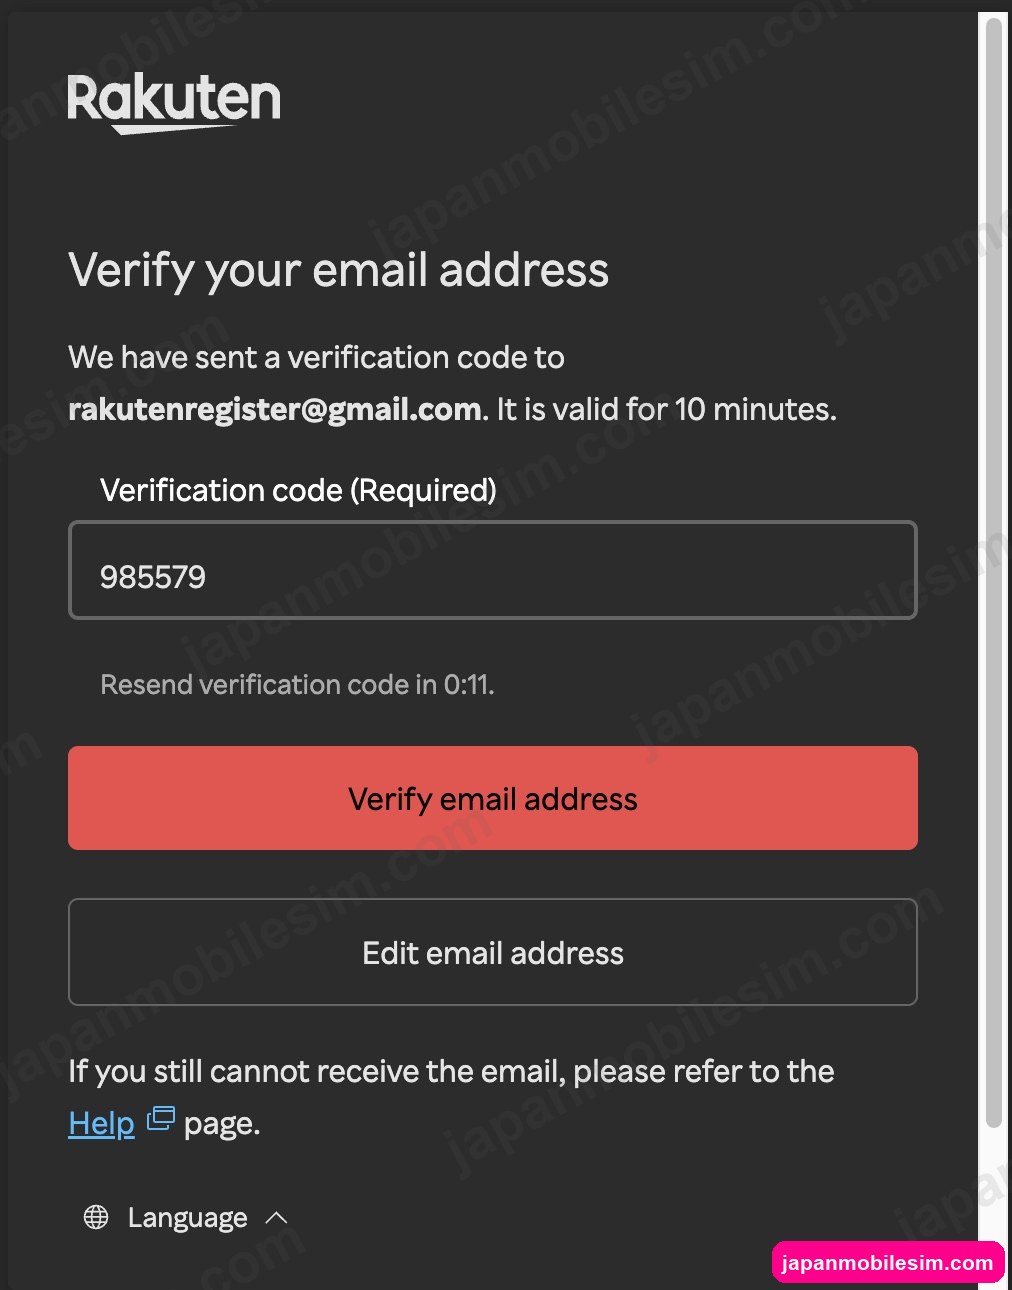 Rakuten
Verify your email address
We have sent a verification code to
rakutenregister@gmail.com. It is valid for 10 minutes.
Verification code (Required)
985579
Resend verification code in 0:11.
Verify email address
Edit email address
If you still cannot receive the email, please refer to the
Help page.
Language
japanmobilesim.com